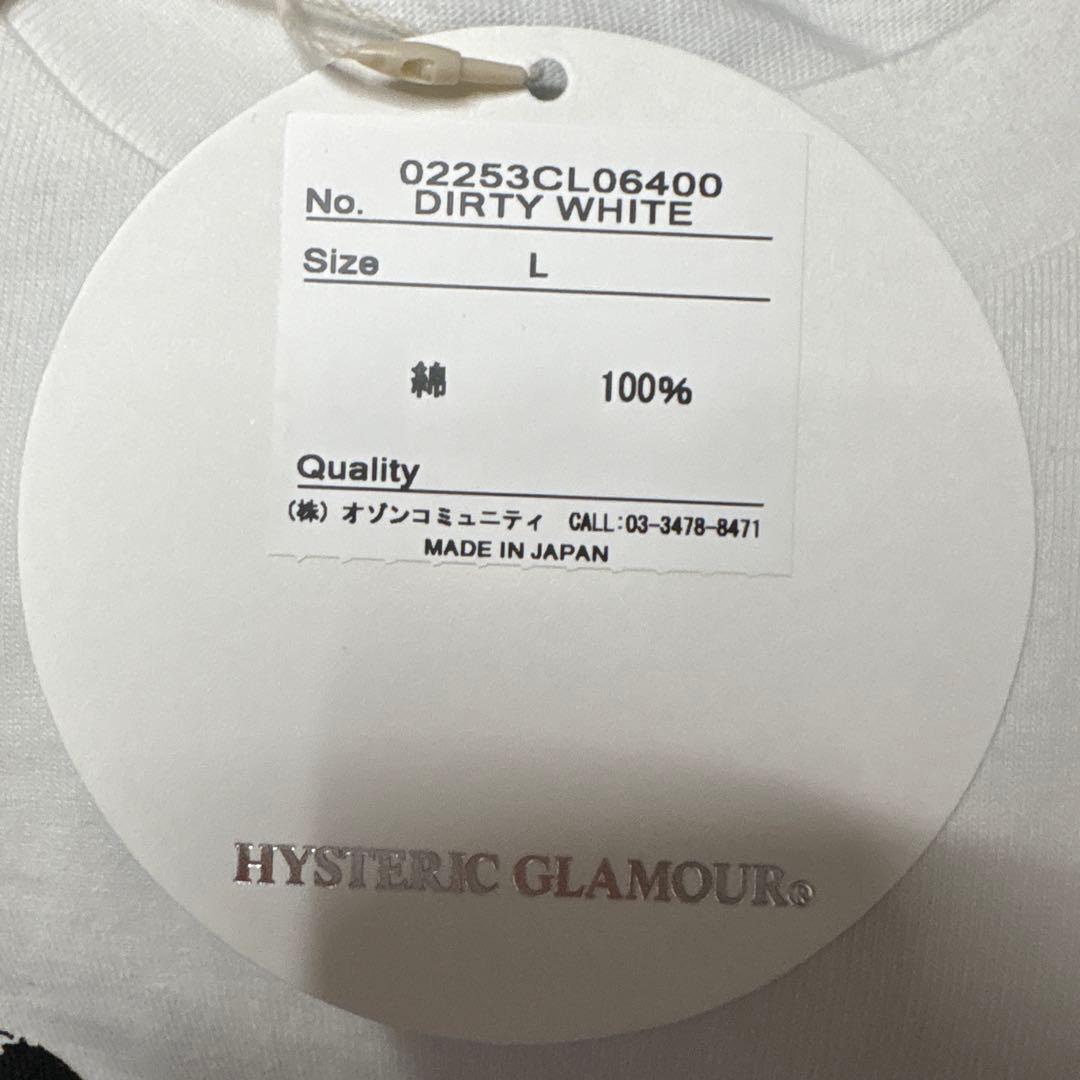 02253CL06400
No. DIRTY WHITE
Size L
綿 100%
Quality
(株) オゾンコミュニティ CALL:03-3478-8471
MADE IN JAPAN
HYSTERIC GLAMOUR®